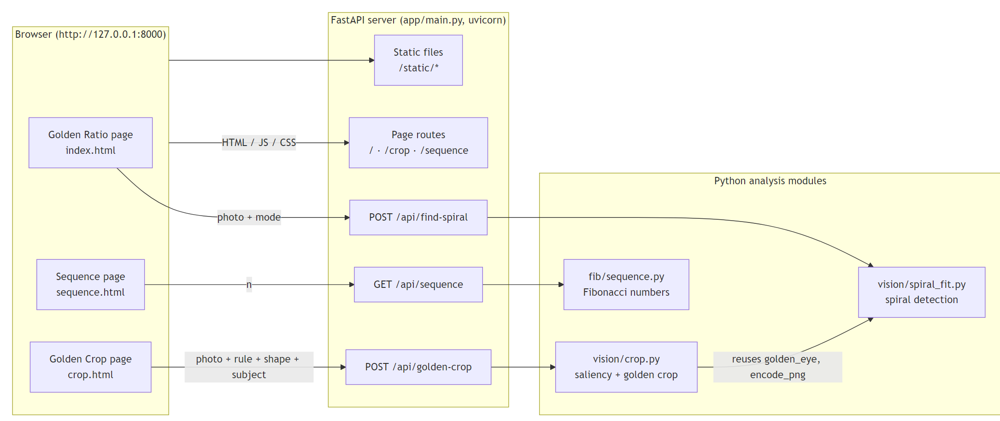 Browser (http://127.0.0.1:8000)
Golden Ratio page
index.html
Sequence page
sequence.html
Golden Crop page
crop.html
HTML / JS / CSS
photo + mode
n
photo + rule + shape +
subject
FastAPI server (app/main.py, uvicorn)
Static files
/static/*
Page routes
/ · /crop · /sequence
POST /api/find-spiral
GET /api/sequence
POST /api/golden-crop
Python analysis modules
fib/sequence.py
Fibonacci numbers
vision/crop.py
saliency + golden crop
reuses golden_eye,
encode_png
vision/spiral_fit.py
spiral detection